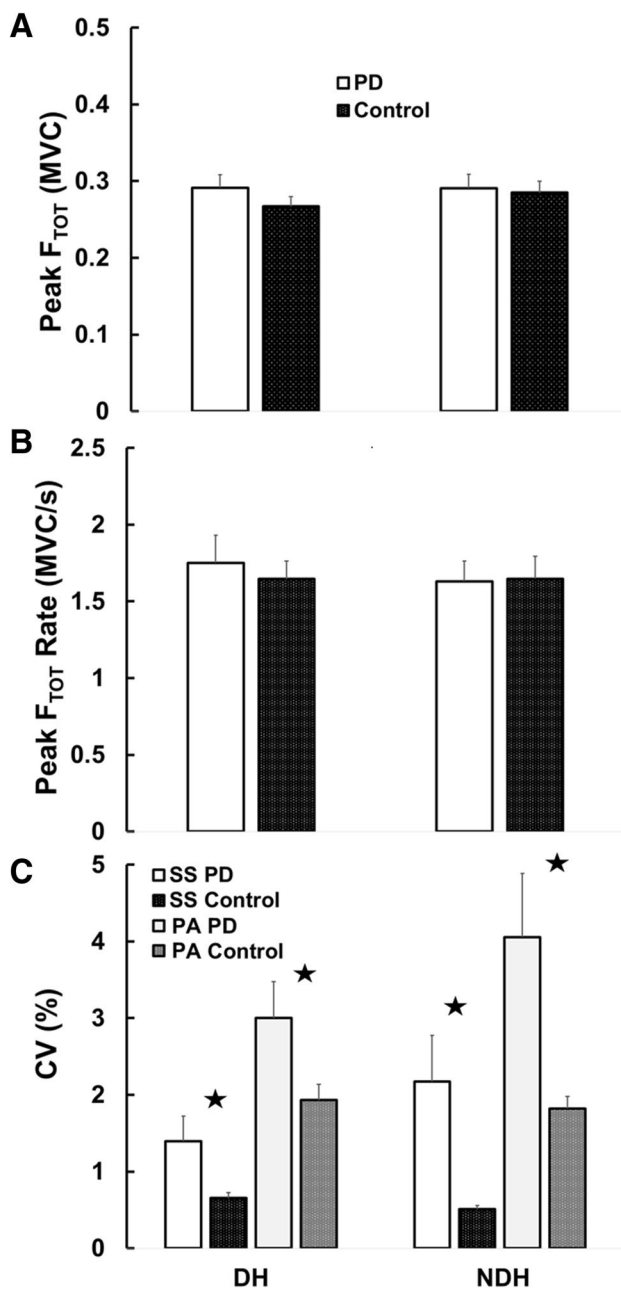 A
0.5
0.4
0.3
0.2
0.1
0
Peak F_TOT (MVC)
PD
Control
B
2.5
2
1.5
1
0.5
0
Peak F_TOT Rate (MVC/s)
C
5
4
3
2
1
0
CV (%)
SS PD
SS Control
PA PD
PA Control
DH NDH